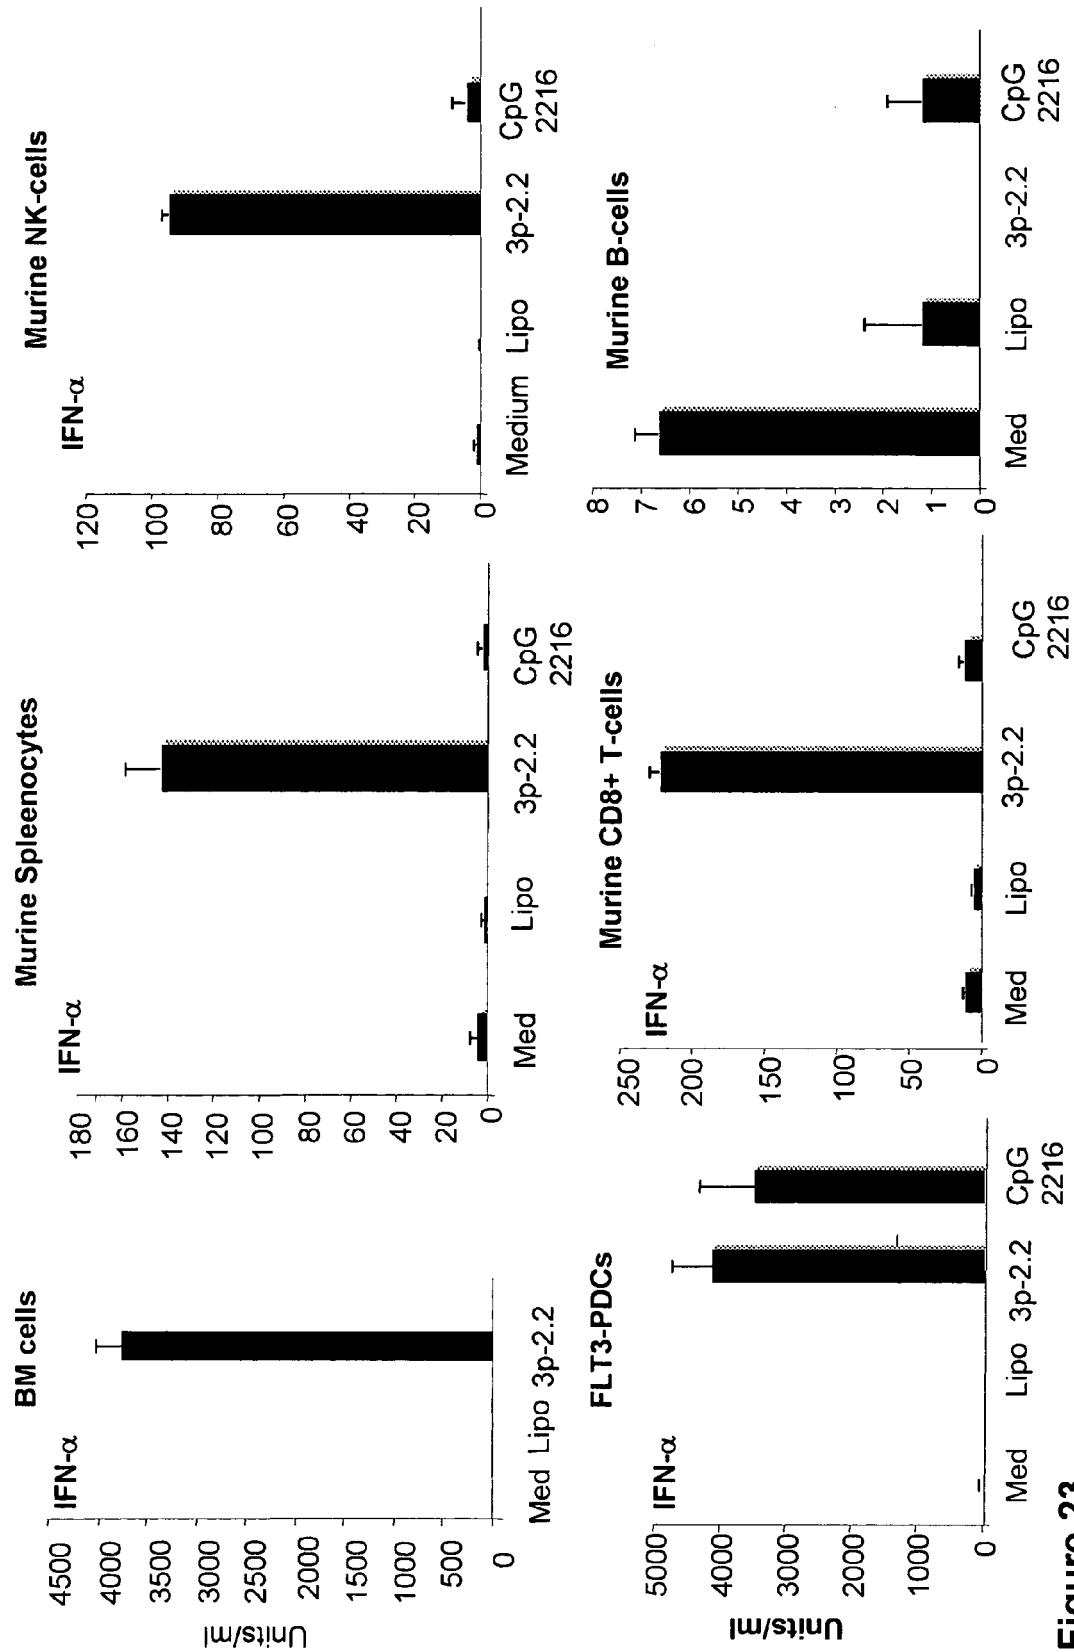 BM cells
IFN-α
Units/ml
4500
4000
3500
3000
2500
2000
1500
1000
500
0
Med Lipo 3p-2.2
Murine Spleenocytes
IFN-α
180
160
140
120
100
80
60
40
20
0
Med Lipo 3p-2.2 CpG
2216
Murine NK-cells
IFN-α
120
100
80
60
40
20
0
Medium Lipo 3p-2.2 CpG
2216
FLT3-PDCs
IFN-α
Units/ml
5000
4000
3000
2000
1000
0
Med Lipo 3p-2.2 CpG
2216
Murine CD8+ T-cells
IFN-α
250
200
150
100
50
0
Med Lipo 3p-2.2 CpG
2216
Murine B-cells
8
7
6
5
4
3
2
1
0
Med Lipo 3p-2.2 CpG
2216
Figure 23